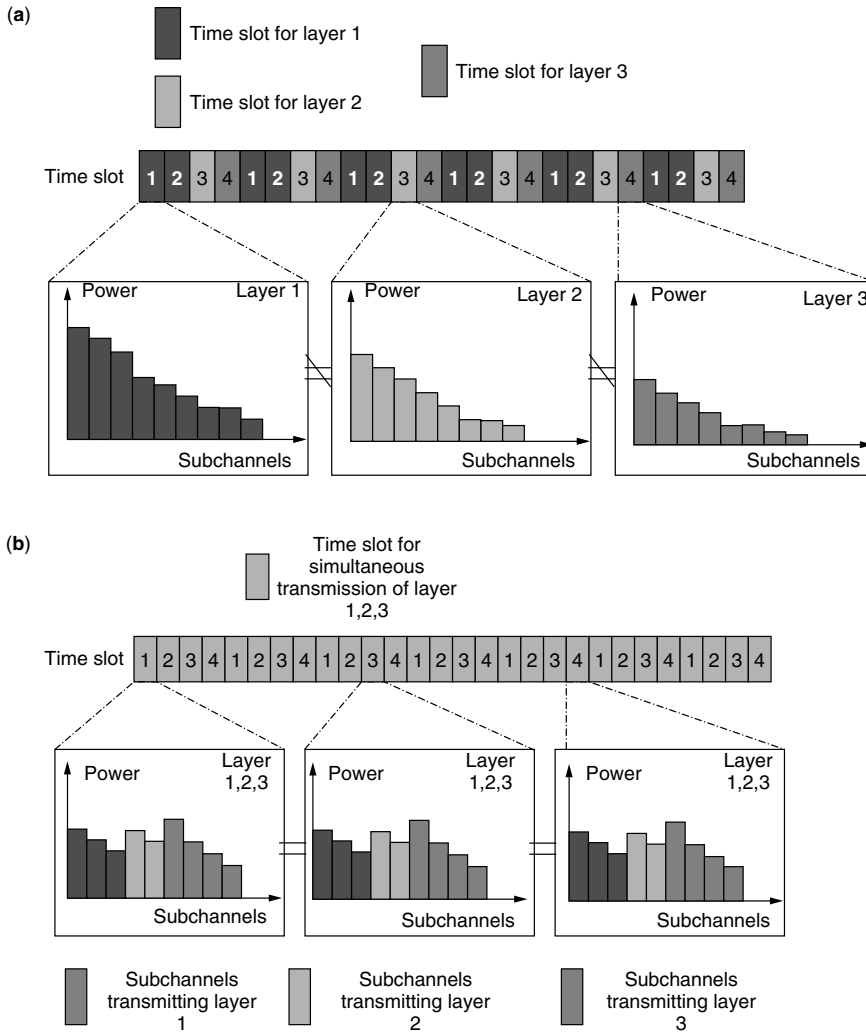 (a)
Time slot for layer 1
Time slot for layer 3
Time slot for layer 2
Time slot 1 2 3 4 1 2 3 4 1 2 3 4 1 2 3 4 1 2 3 4 1 2 3 4
Power Layer 1
Power Layer 2
Power Layer 3
Subchannels
Subchannels
Subchannels
(b)
Time slot for
simultaneous
transmission of layer
1,2,3
Time slot 1 2 3 4 1 2 3 4 1 2 3 4 1 2 3 4 1 2 3 4 1 2 3 4 1 2 3 4
Power Layer
1,2,3
Power Layer
1,2,3
Power Layer
1,2,3
Subchannels
Subchannels
Subchannels
Subchannels
transmitting layer
1
Subchannels
transmitting layer
2
Subchannels
transmitting layer
3